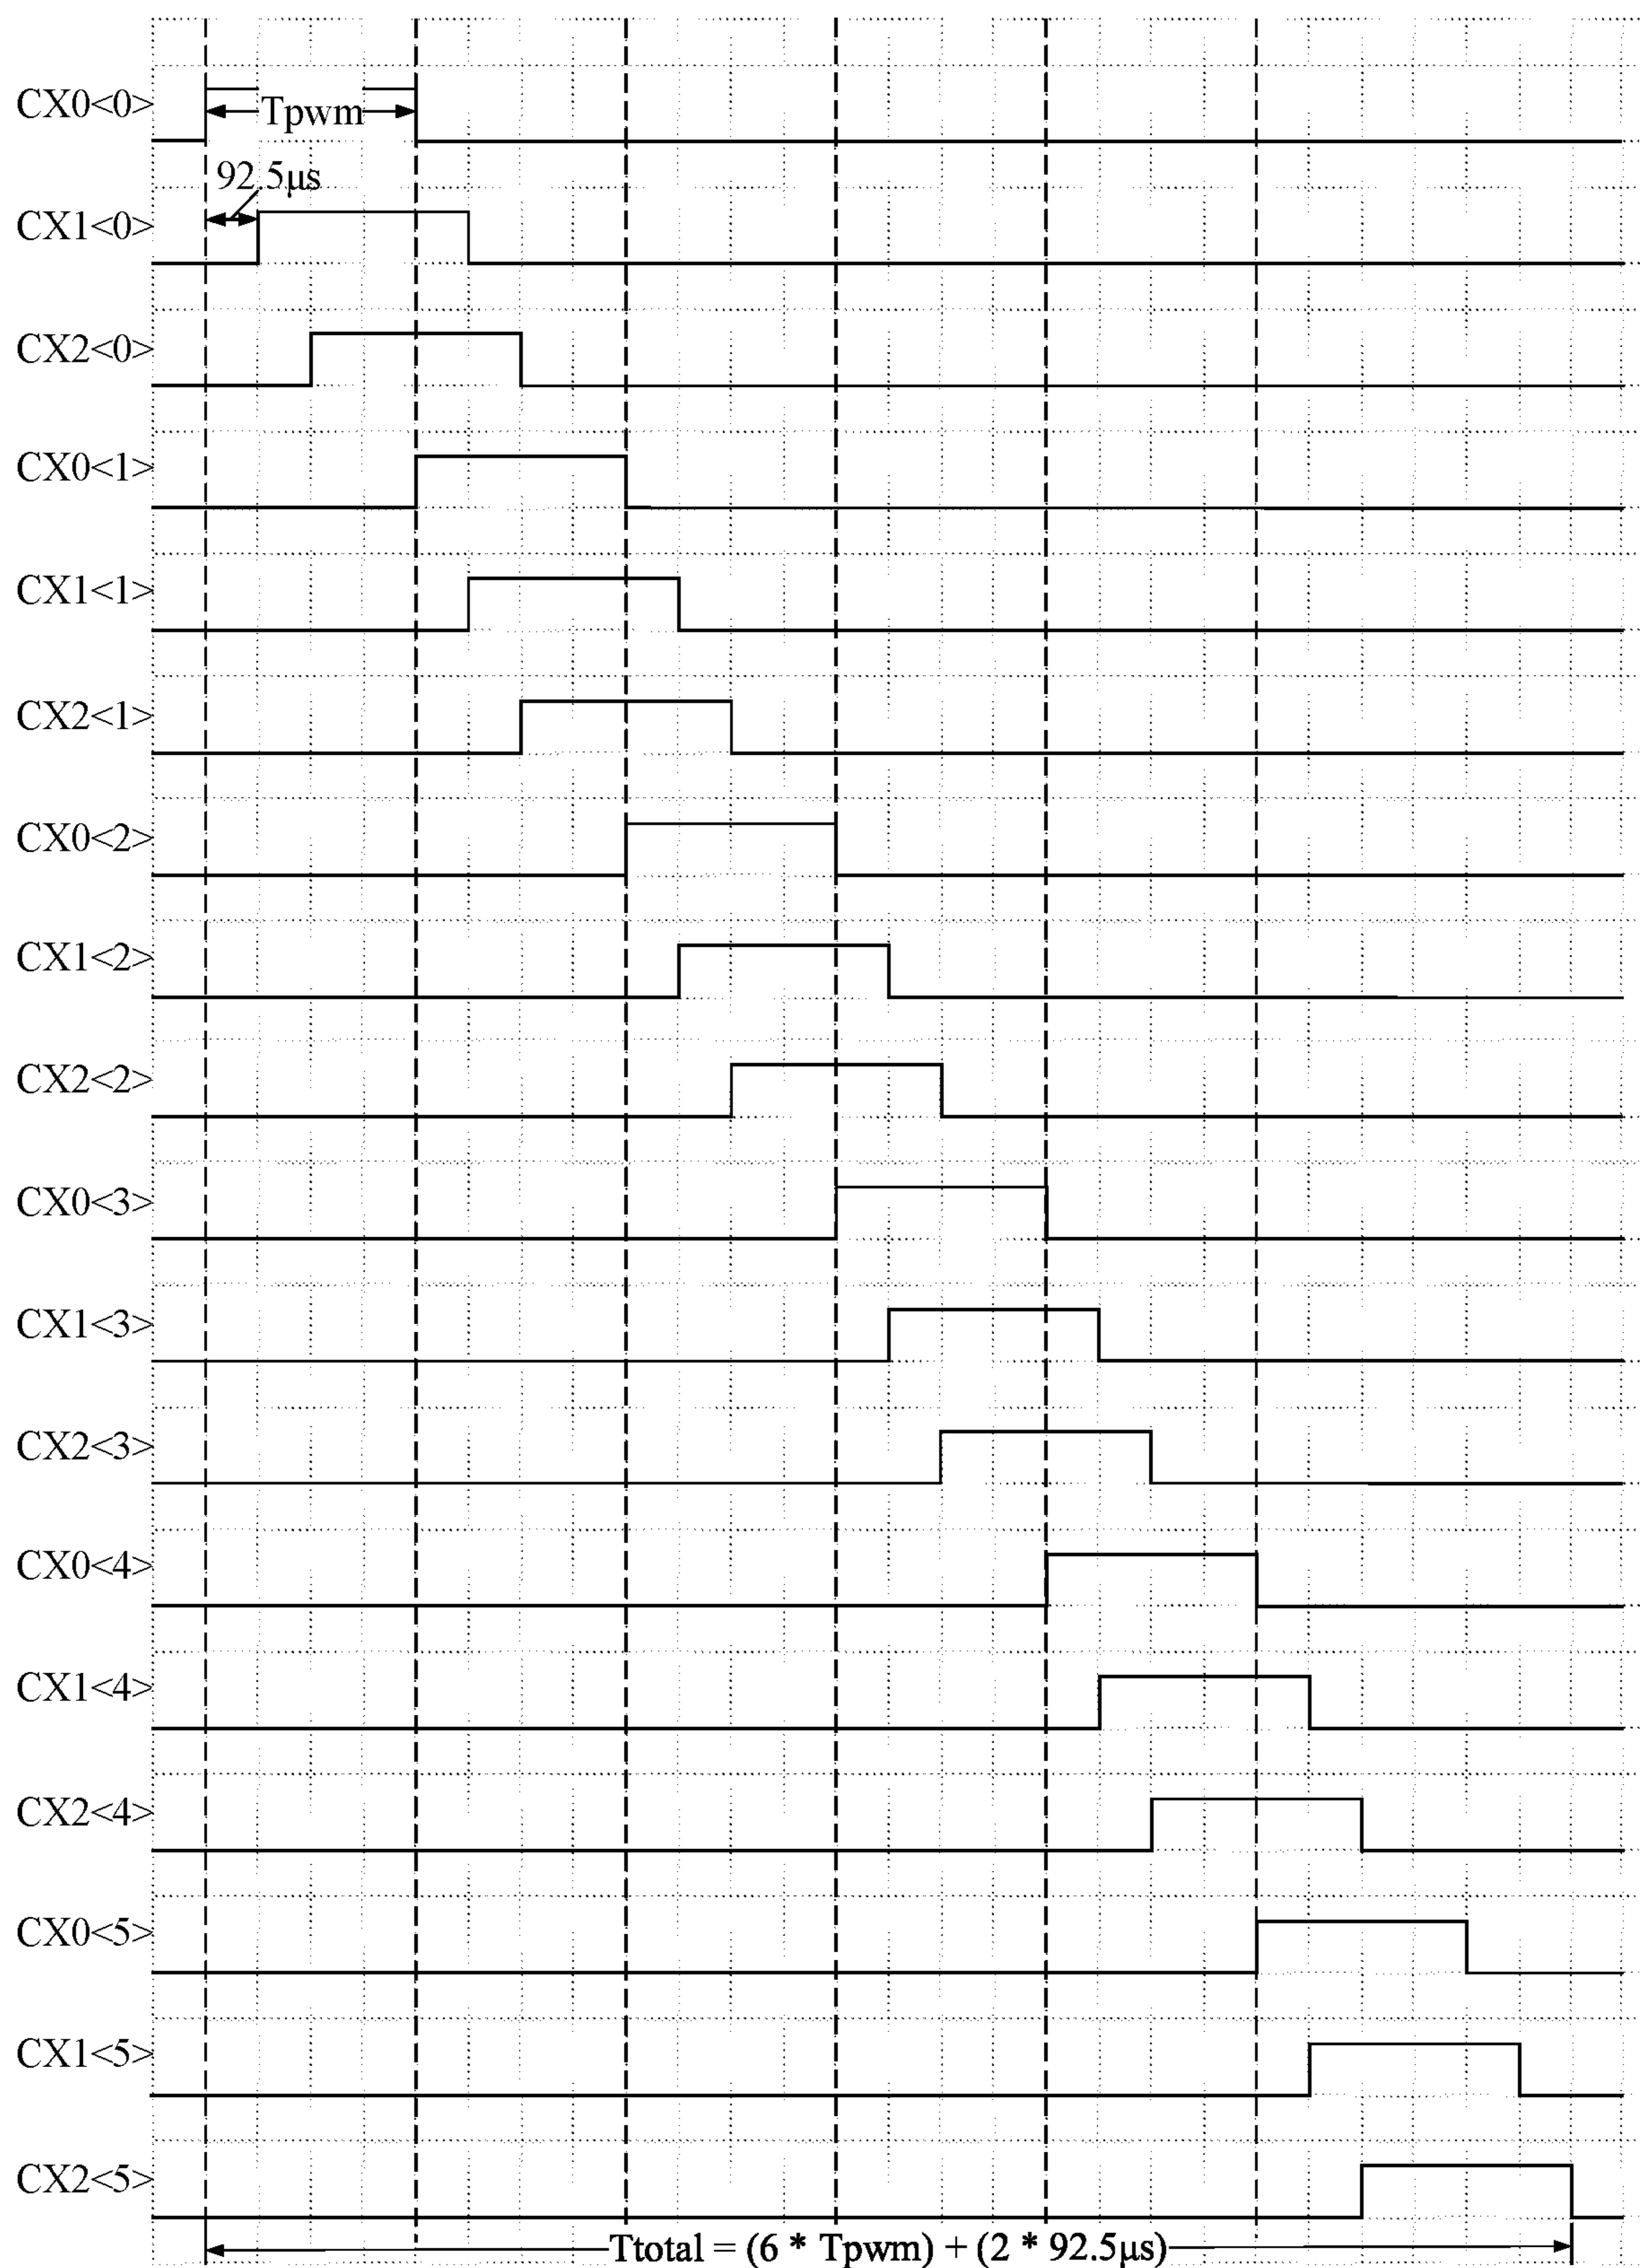 CX0<0>
Tpwm
92.5μs
CX1<0>
CX2<0>
CX0<1>
CX1<1>
CX2<1>
CX0<2>
CX1<2>
CX2<2>
CX0<3>
CX1<3>
CX2<3>
CX0<4>
CX1<4>
CX2<4>
CX0<5>
CX1<5>
CX2<5>
Ttotal = (6 * Tpwm) + (2 * 92.5μs)